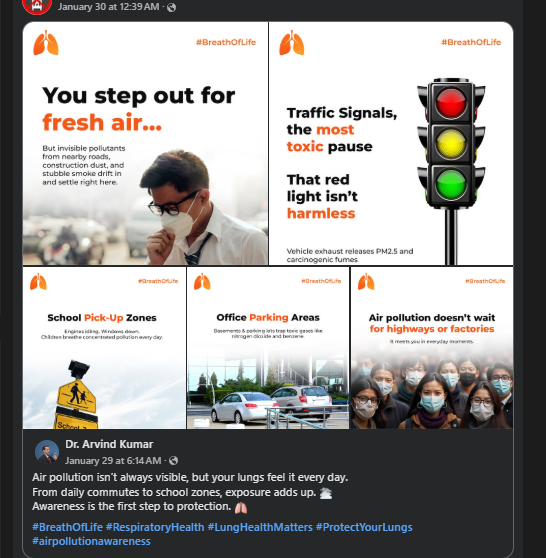 January 30 at 12:39 AM ·
#BreathOfLife
You step out for
fresh air...
But invisible pollutants
from nearby roads,
construction dust, and
stubble smoke drift in
and settle right here.
#BreathOfLife
Traffic Signals,
the most
toxic pause
That red
light isn't
harmless
Vehicle exhaust releases PM2.5 and
carcinogenic fumes
#BreathOfLife
School Pick-Up Zones
Engines idling. Windows down.
Children breathe concentrated pollution every day.
School
#BreathOfLife
Office Parking Areas
Basements & parking lots trap toxic gases like
nitrogen dioxide and benzene.
#BreathOfLife
Air pollution doesn't wait
for highways or factories
It meets you in everyday moments.
Dr. Arvind Kumar
January 29 at 6:14 AM ·
Air pollution isn't always visible, but your lungs feel it every day.
From daily commutes to school zones, exposure adds up.
Awareness is the first step to protection.
#BreathOfLife #RespiratoryHealth #LungHealthMatters #ProtectYourLungs
#airpollutionawareness